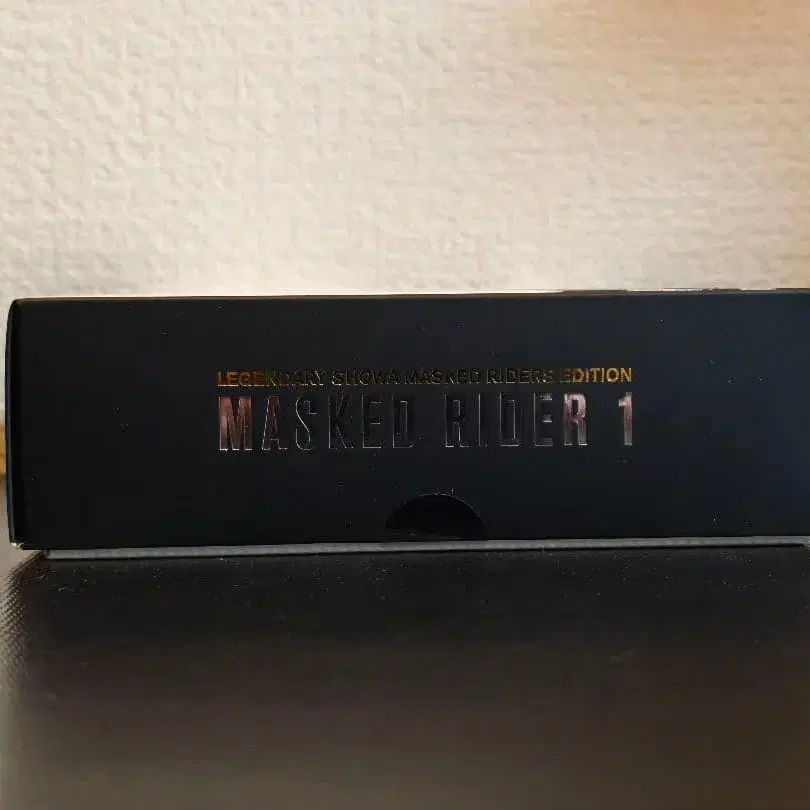 LEGENDARY SHOWA MASKED RIDERS EDITION
MASKED RIDER 1